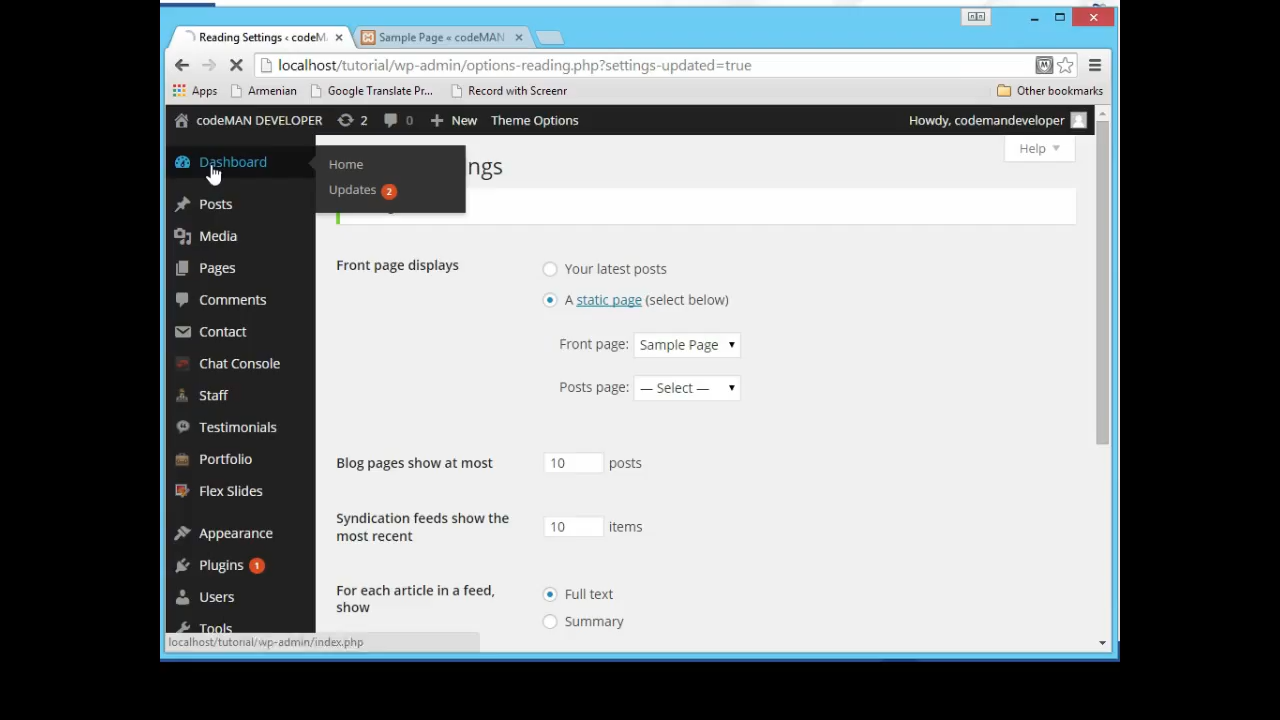 Reading Settings ‹ codeM
Sample Page « codeMAN
localhost/tutorial/wp-admin/options-reading.php?settings-updated=true
Apps
Armenian
Google Translate Pr...
Record with Screenr
Other bookmarks
codeMAN DEVELOPER
2
0
New
Theme Options
Howdy, codemandeveloper
Dashboard
Home
Updates 2
ngs
Help
Posts
Media
Pages
Comments
Contact
Chat Console
Staff
Testimonials
Portfolio
Flex Slides
Appearance
Plugins 1
Users
Tools
Front page displays
Your latest posts
A static page (select below)
Front page: Sample Page
Posts page: — Select —
Blog pages show at most
10 posts
Syndication feeds show the
most recent
10 items
For each article in a feed,
show
Full text
Summary
localhost/tutorial/wp-admin/index.php